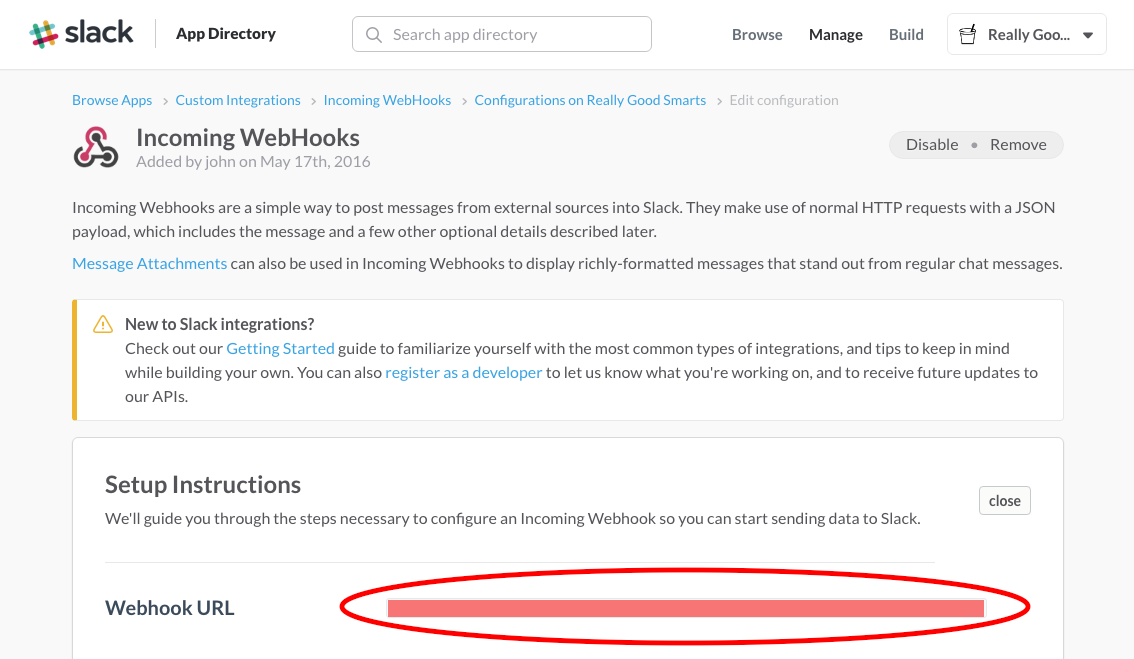 slack App Directory Search app directory Browse Manage Build Really Goo...
Browse Apps > Custom Integrations > Incoming WebHooks > Configurations on Really Good Smarts > Edit configuration
Incoming WebHooks
Added by john on May 17th, 2016
Disable • Remove
Incoming Webhooks are a simple way to post messages from external sources into Slack. They make use of normal HTTP requests with a JSON
payload, which includes the message and a few other optional details described later.
Message Attachments can also be used in Incoming Webhooks to display richly-formatted messages that stand out from regular chat messages.
New to Slack integrations?
Check out our Getting Started guide to familiarize yourself with the most common types of integrations, and tips to keep in mind
while building your own. You can also register as a developer to let us know what you're working on, and to receive future updates to
our APIs.
Setup Instructions
close
We'll guide you through the steps necessary to configure an Incoming Webhook so you can start sending data to Slack.
Webhook URL